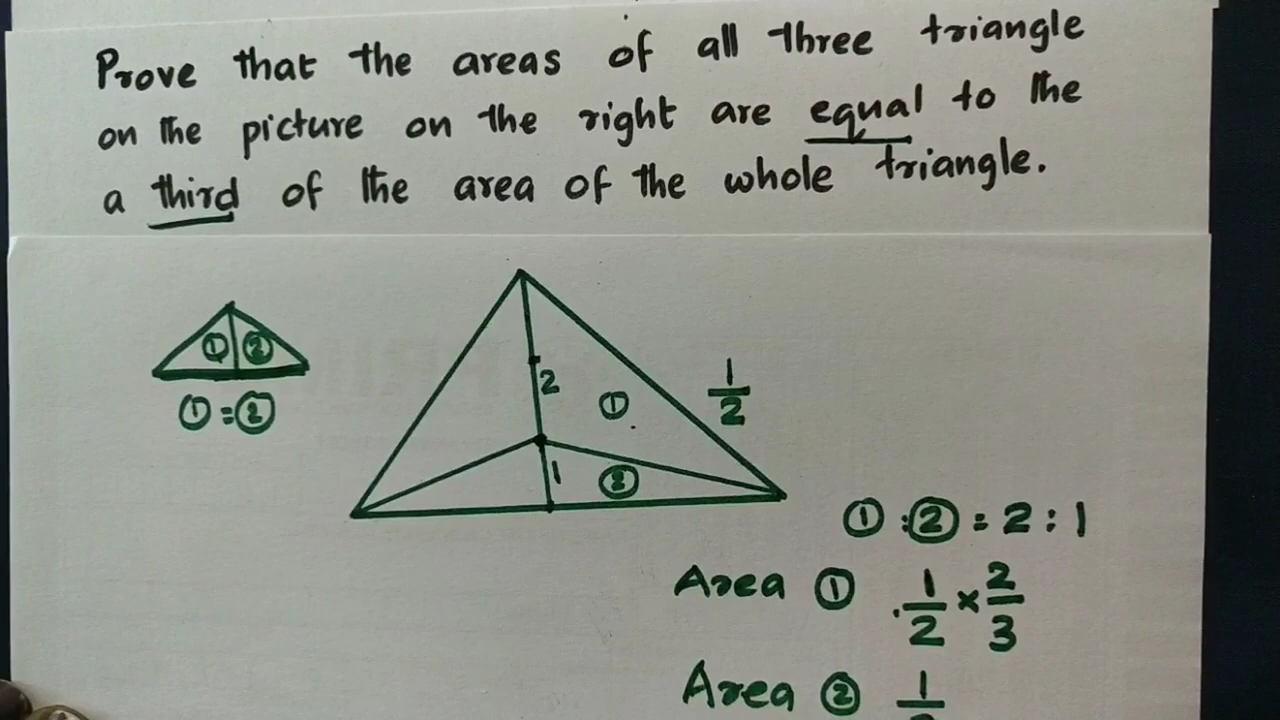 Prove that the areas of all three triangle
on the picture on the right are equal to the
a third of the area of the whole triangle.
① ②
① = ②
2
①
1/2
1
②
① : ② = 2 : 1
Area ① . 1/2 × 2/3
Area ② 1